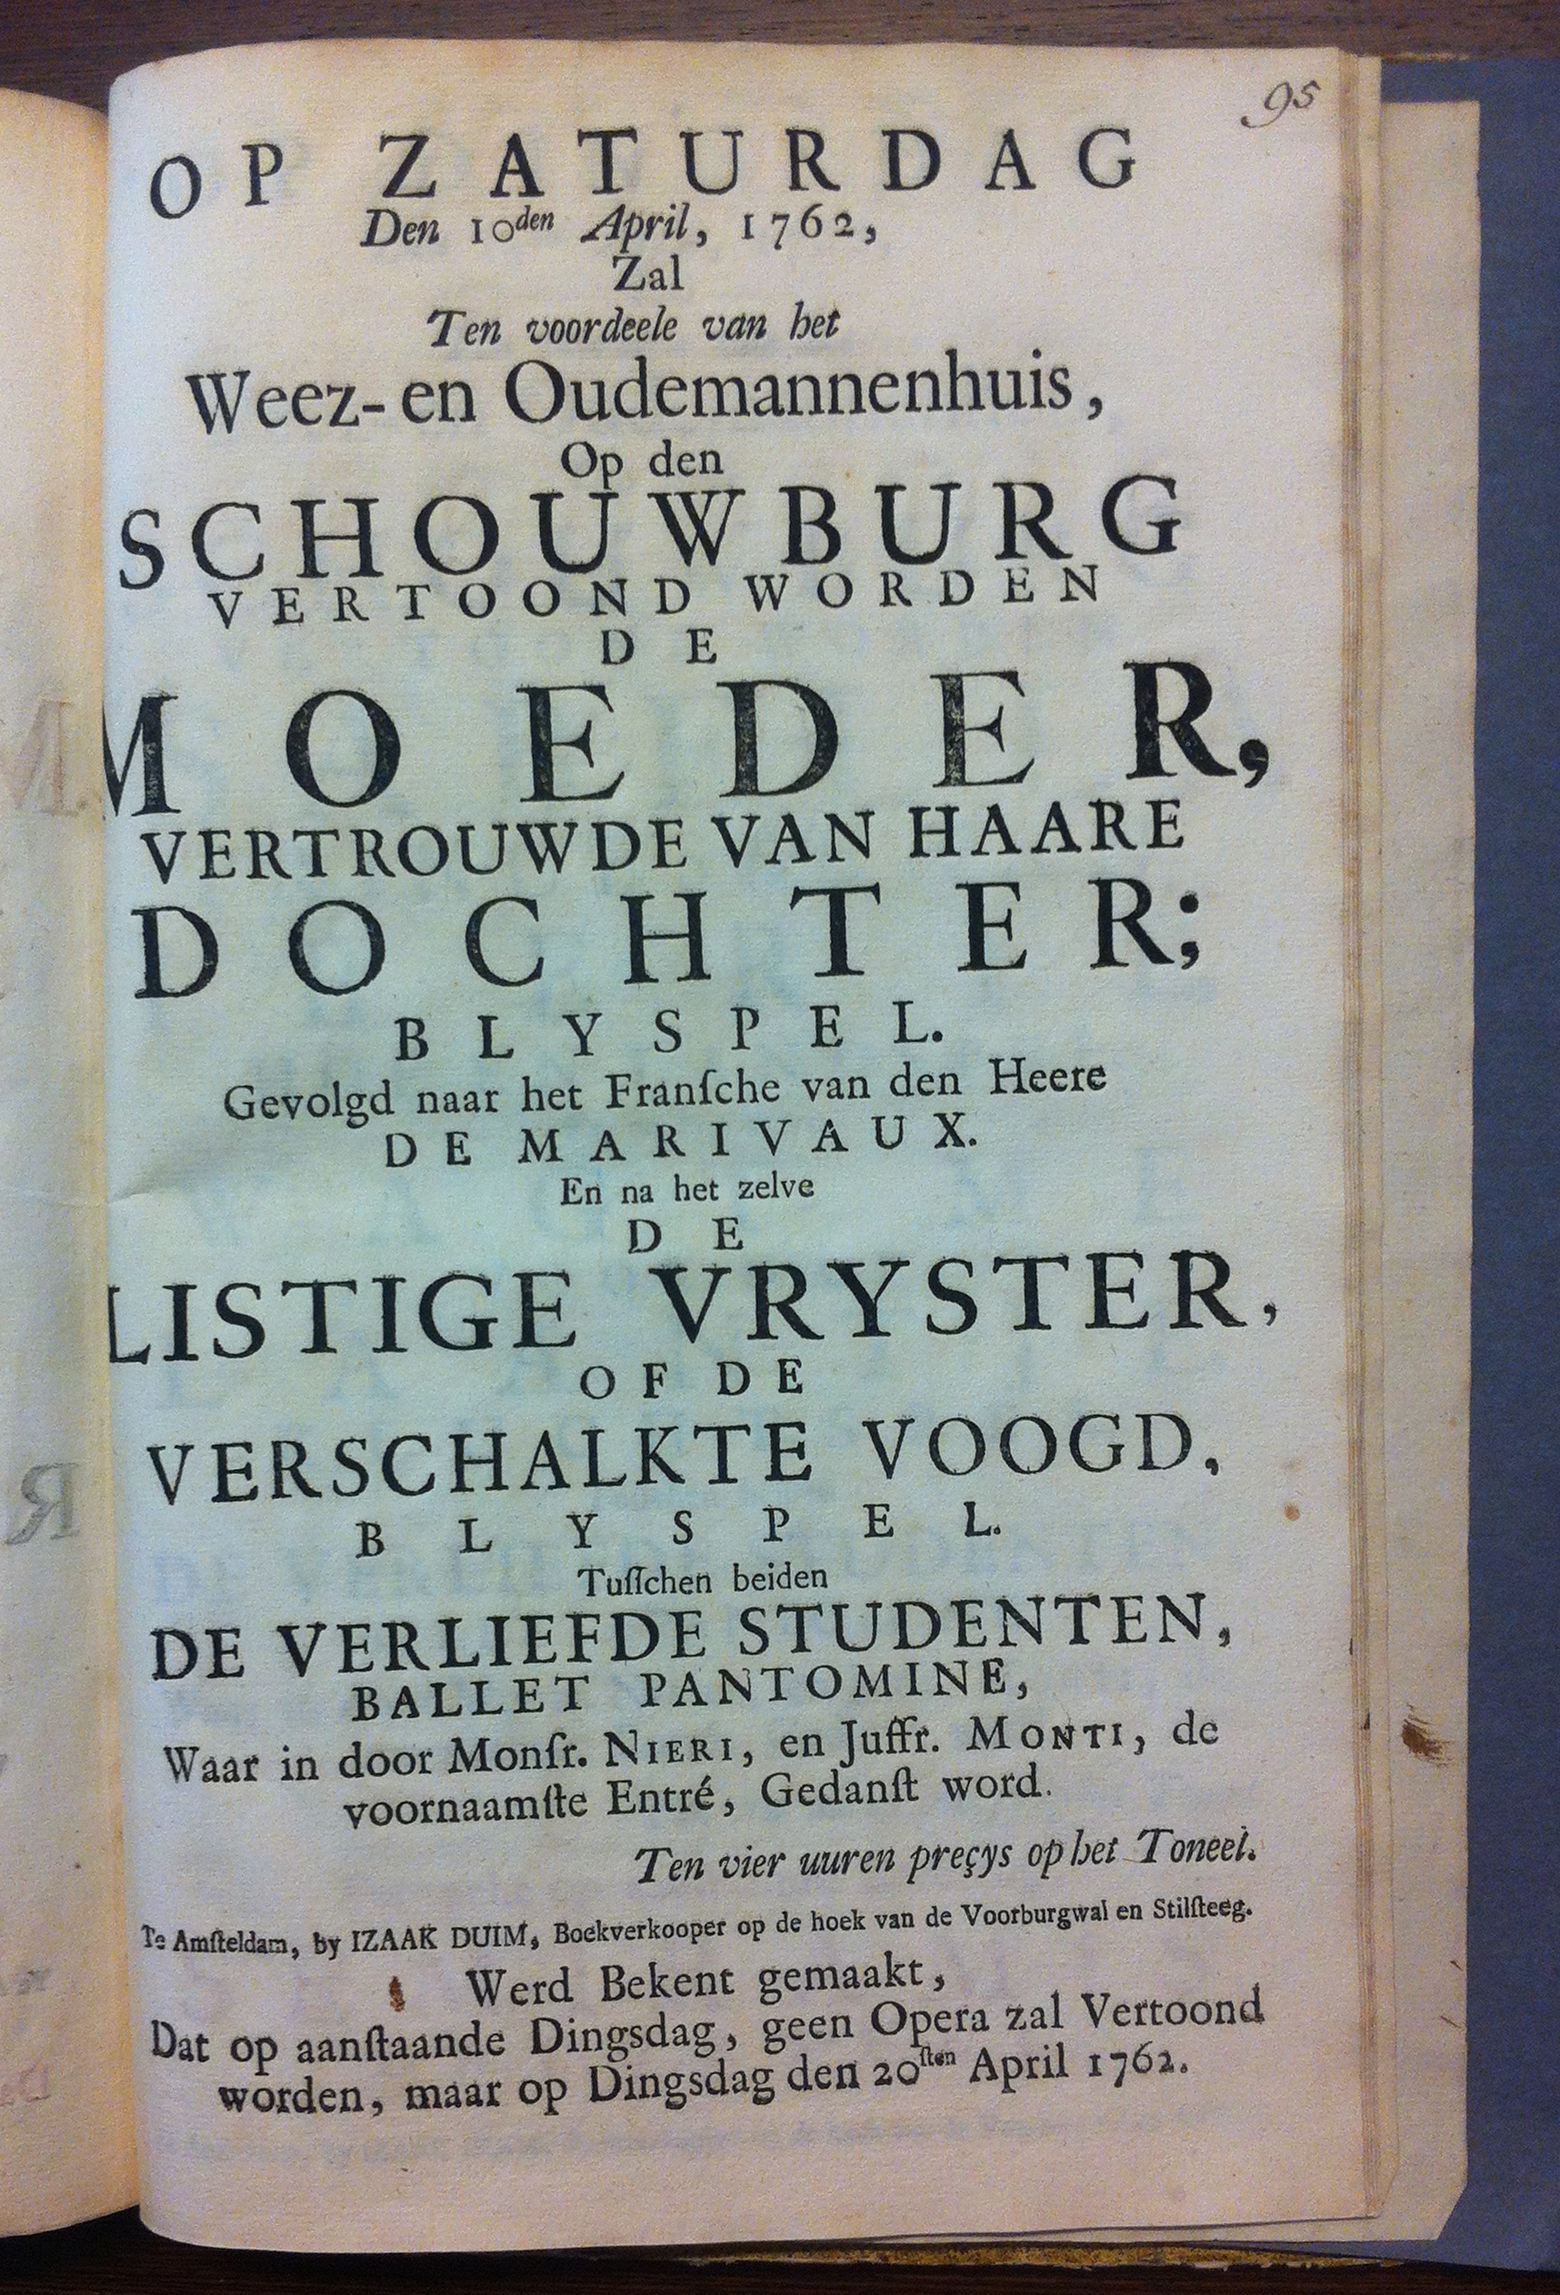 95
OP ZATURDAG
Den 10den April, 1762,
Zal
Ten voordeele van het
Weez- en Oudemannenhuis,
Op den
SCHOUWBURG
VERTOOND WORDEN
DE
MOEDER,
VERTROUWDE VAN HAARE
DOCHTER;
BLYSPEL.
Gevolgd naar het Franſche van den Heere
DE MARIVAUX.
En na het zelve
DE
LISTIGE VRYSTER,
OF DE
VERSCHALKTE VOOGD,
BLYSPEL.
Tuſſchen beiden
DE VERLIEFDE STUDENTEN,
BALLET PANTOMINE,
Waar in door Monſr. NIERI, en Juffr. MONTI, de
voornaamſte Entré, Gedanſt word.
Ten vier uuren preçys op het Toneel.
Te Amſteldam, by IZAAK DUIM, Boekverkooper op de hoek van de Voorburgwal en Stilſteeg.
Werd Bekent gemaakt,
Dat op aanſtaande Dingsdag, geen Opera zal Vertoond
worden, maar op Dingsdag den 20ſten April 1762.